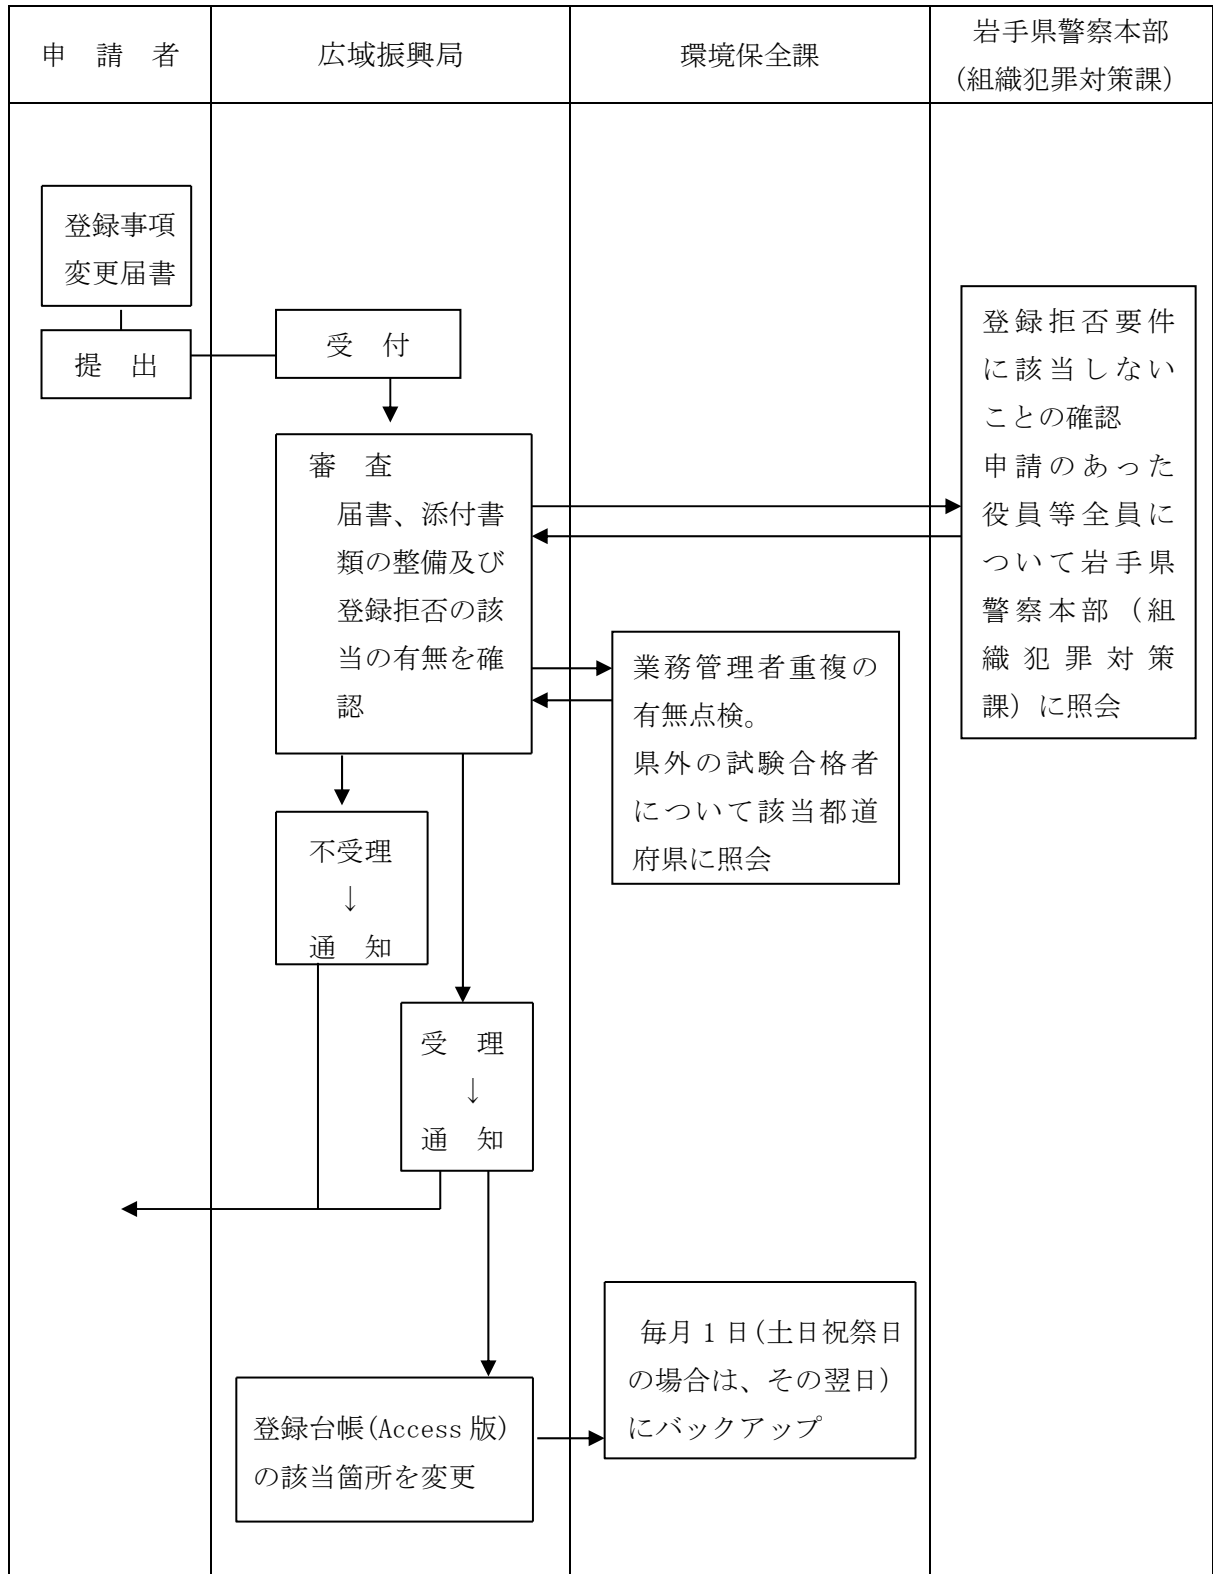 申 請 者
広域振興局
環境保全課
岩手県警察本部
(組織犯罪対策課)
登録事項
変更届書
提 出
受 付
審 査
届書、添付書
類の整備及び
登録拒否の該
当の有無を確
認
登録拒否要件
に該当しない
ことの確認
申請のあった
役員等全員に
ついて岩手県
警察本部（組
織犯罪対策
課）に照会
業務管理者重複の
有無点検。
県外の試験合格者
について該当都道
府県に照会
不受理
↓
通 知
受 理
↓
通 知
登録台帳(Access 版)
の該当箇所を変更
毎月１日(土日祝祭日
の場合は、その翌日)
にバックアップ